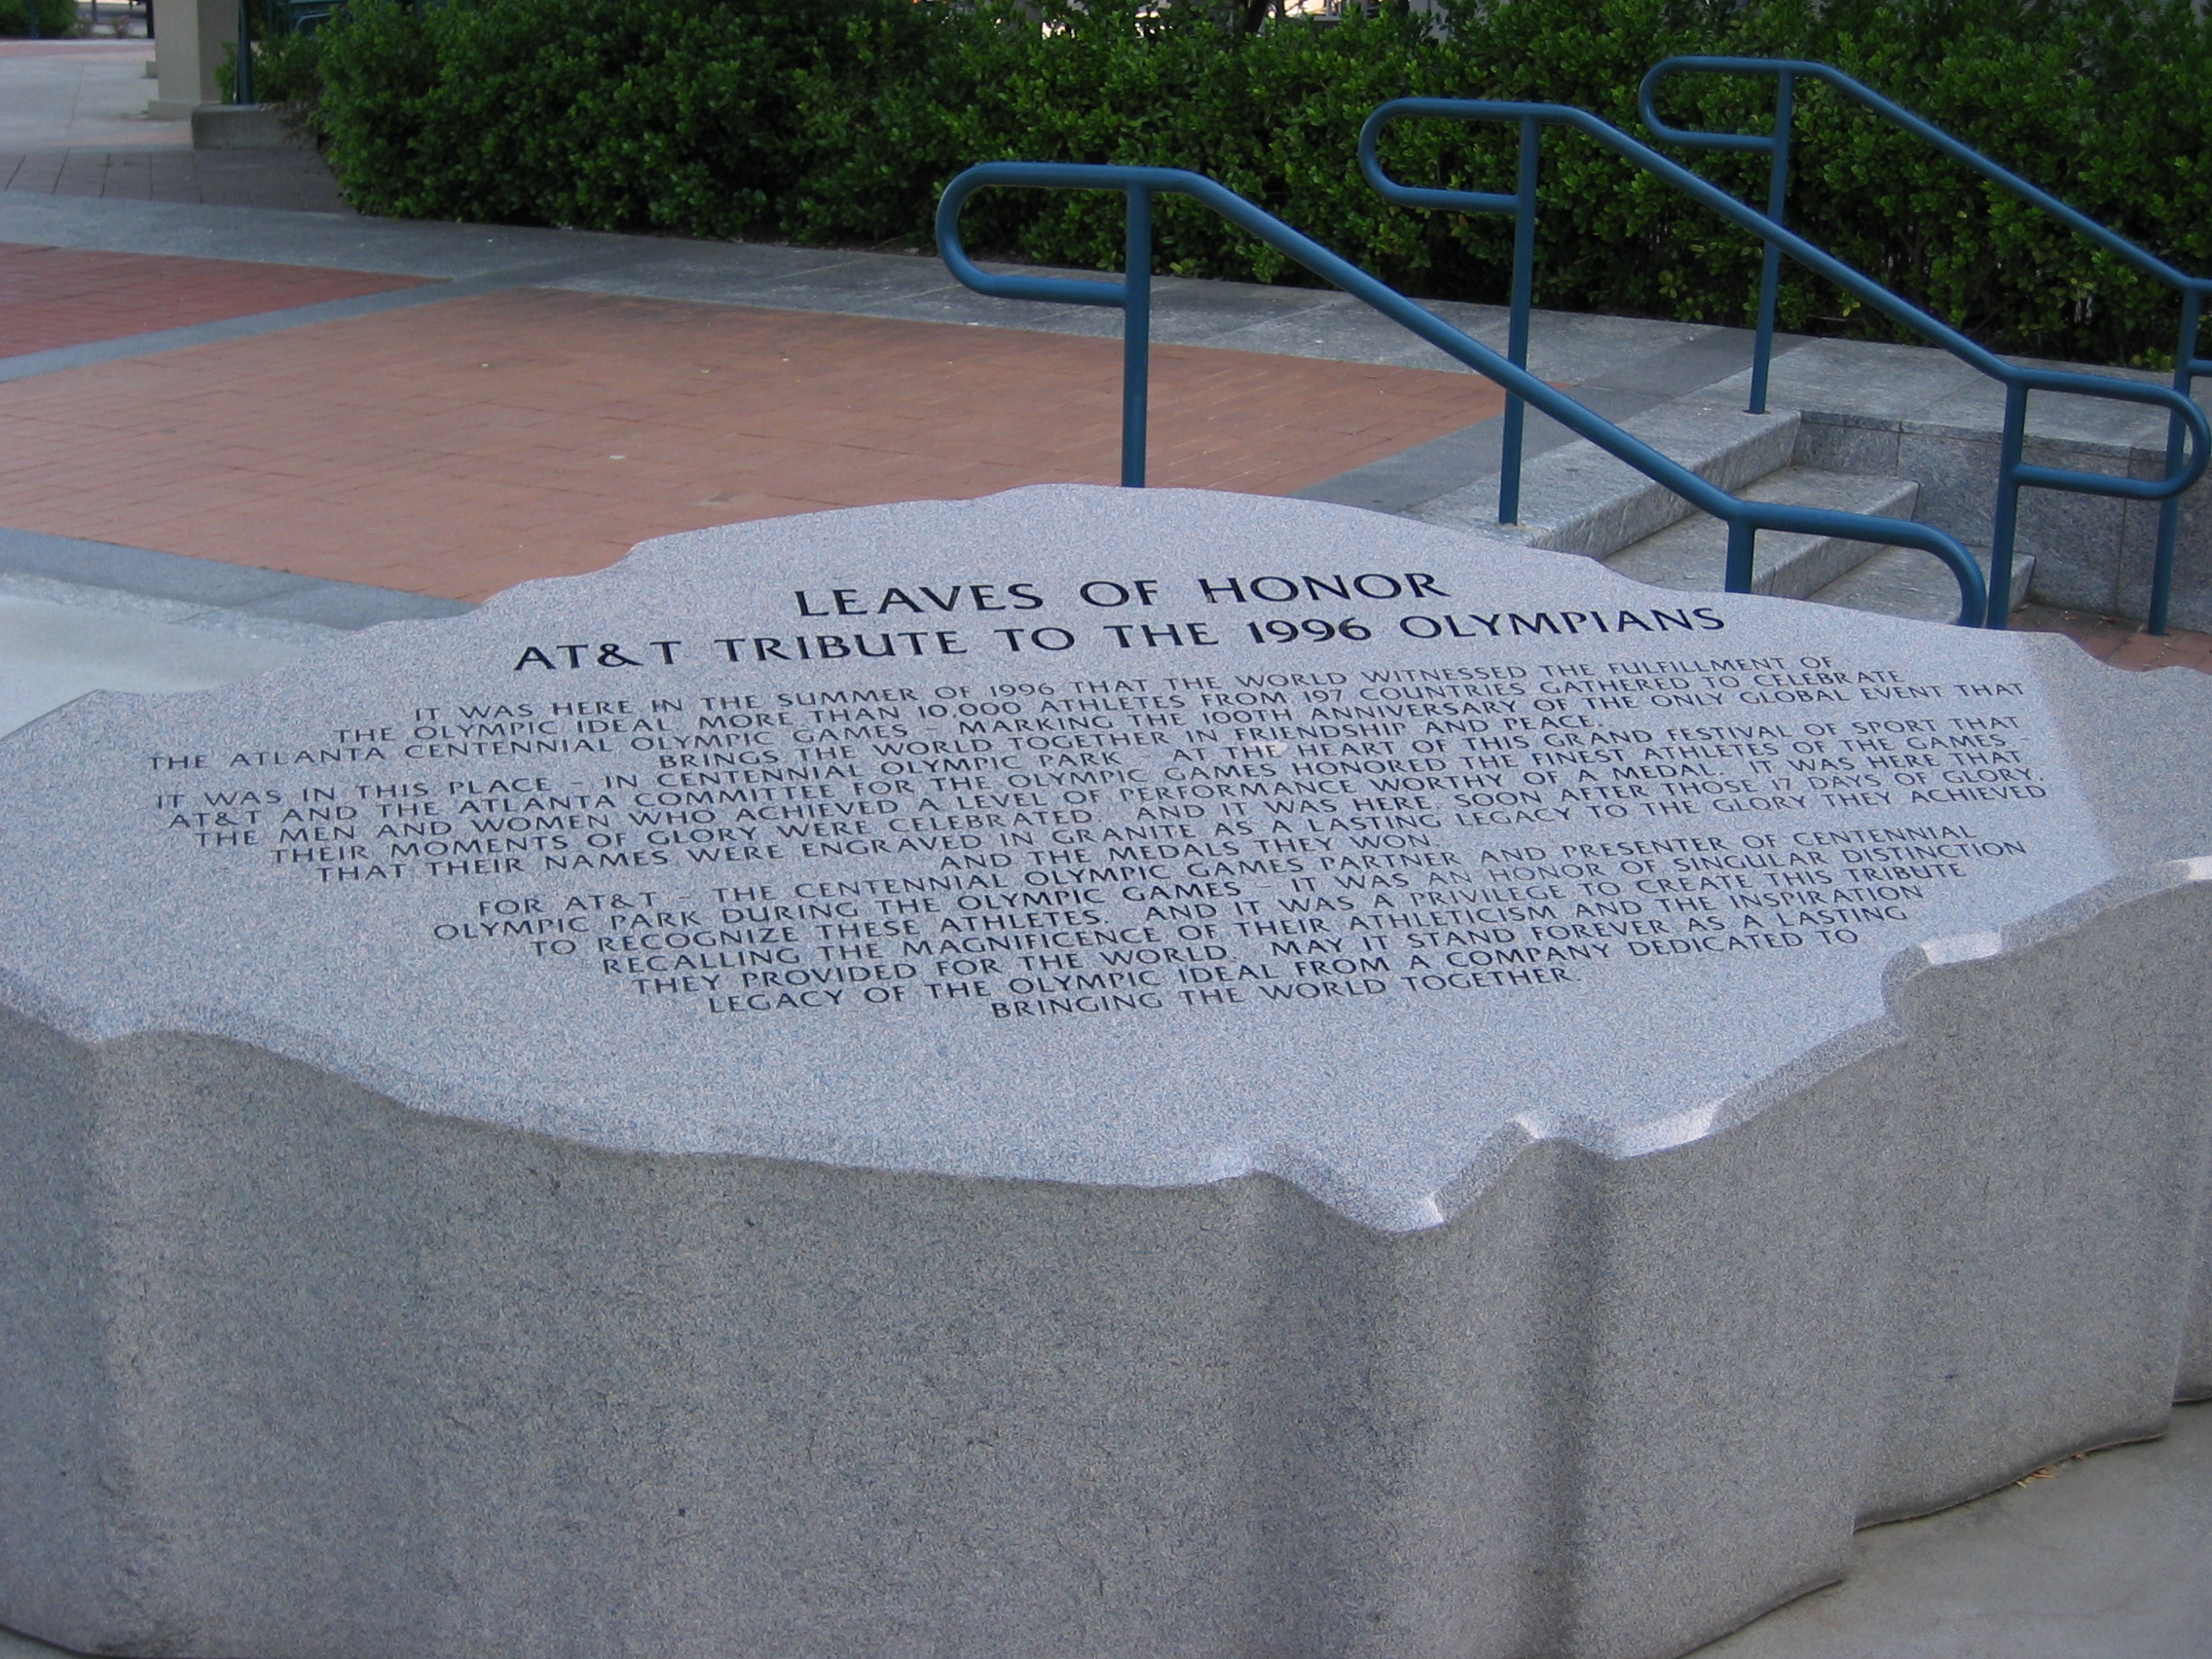 LEAVES OF HONOR
AT&T TRIBUTE TO THE 1996 OLYMPIANS
IT WAS HERE IN THE SUMMER OF 1996 THAT THE WORLD WITNESSED THE FULFILLMENT OF
THE OLYMPIC IDEAL. MORE THAN 10,000 ATHLETES FROM 197 COUNTRIES GATHERED TO CELEBRATE
THE ATLANTA CENTENNIAL OLYMPIC GAMES – MARKING THE 100TH ANNIVERSARY OF THE ONLY GLOBAL EVENT THAT
BRINGS THE WORLD TOGETHER IN FRIENDSHIP AND PEACE.
IT WAS IN THIS PLACE – IN CENTENNIAL OLYMPIC PARK – AT THE HEART OF THIS GRAND FESTIVAL OF SPORT THAT
AT&T AND THE ATLANTA COMMITTEE FOR THE OLYMPIC GAMES HONORED THE FINEST ATHLETES OF THE GAMES –
THE MEN AND WOMEN WHO ACHIEVED A LEVEL OF PERFORMANCE WORTHY OF A MEDAL. IT WAS HERE THAT
THEIR MOMENTS OF GLORY WERE CELEBRATED. AND IT WAS HERE, SOON AFTER THOSE 17 DAYS OF GLORY,
THAT THEIR NAMES WERE ENGRAVED IN GRANITE AS A LASTING LEGACY TO THE GLORY THEY ACHIEVED
AND THE MEDALS THEY WON.
FOR AT&T – THE CENTENNIAL OLYMPIC GAMES PARTNER AND PRESENTER OF CENTENNIAL
OLYMPIC PARK DURING THE OLYMPIC GAMES – IT WAS AN HONOR OF SINGULAR DISTINCTION
TO RECOGNIZE THESE ATHLETES. AND IT WAS A PRIVILEGE TO CREATE THIS TRIBUTE
RECALLING THE MAGNIFICENCE OF THEIR ATHLETICISM AND THE INSPIRATION
THEY PROVIDED FOR THE WORLD. MAY IT STAND FOREVER AS A LASTING
LEGACY OF THE OLYMPIC IDEAL FROM A COMPANY DEDICATED TO
BRINGING THE WORLD TOGETHER.